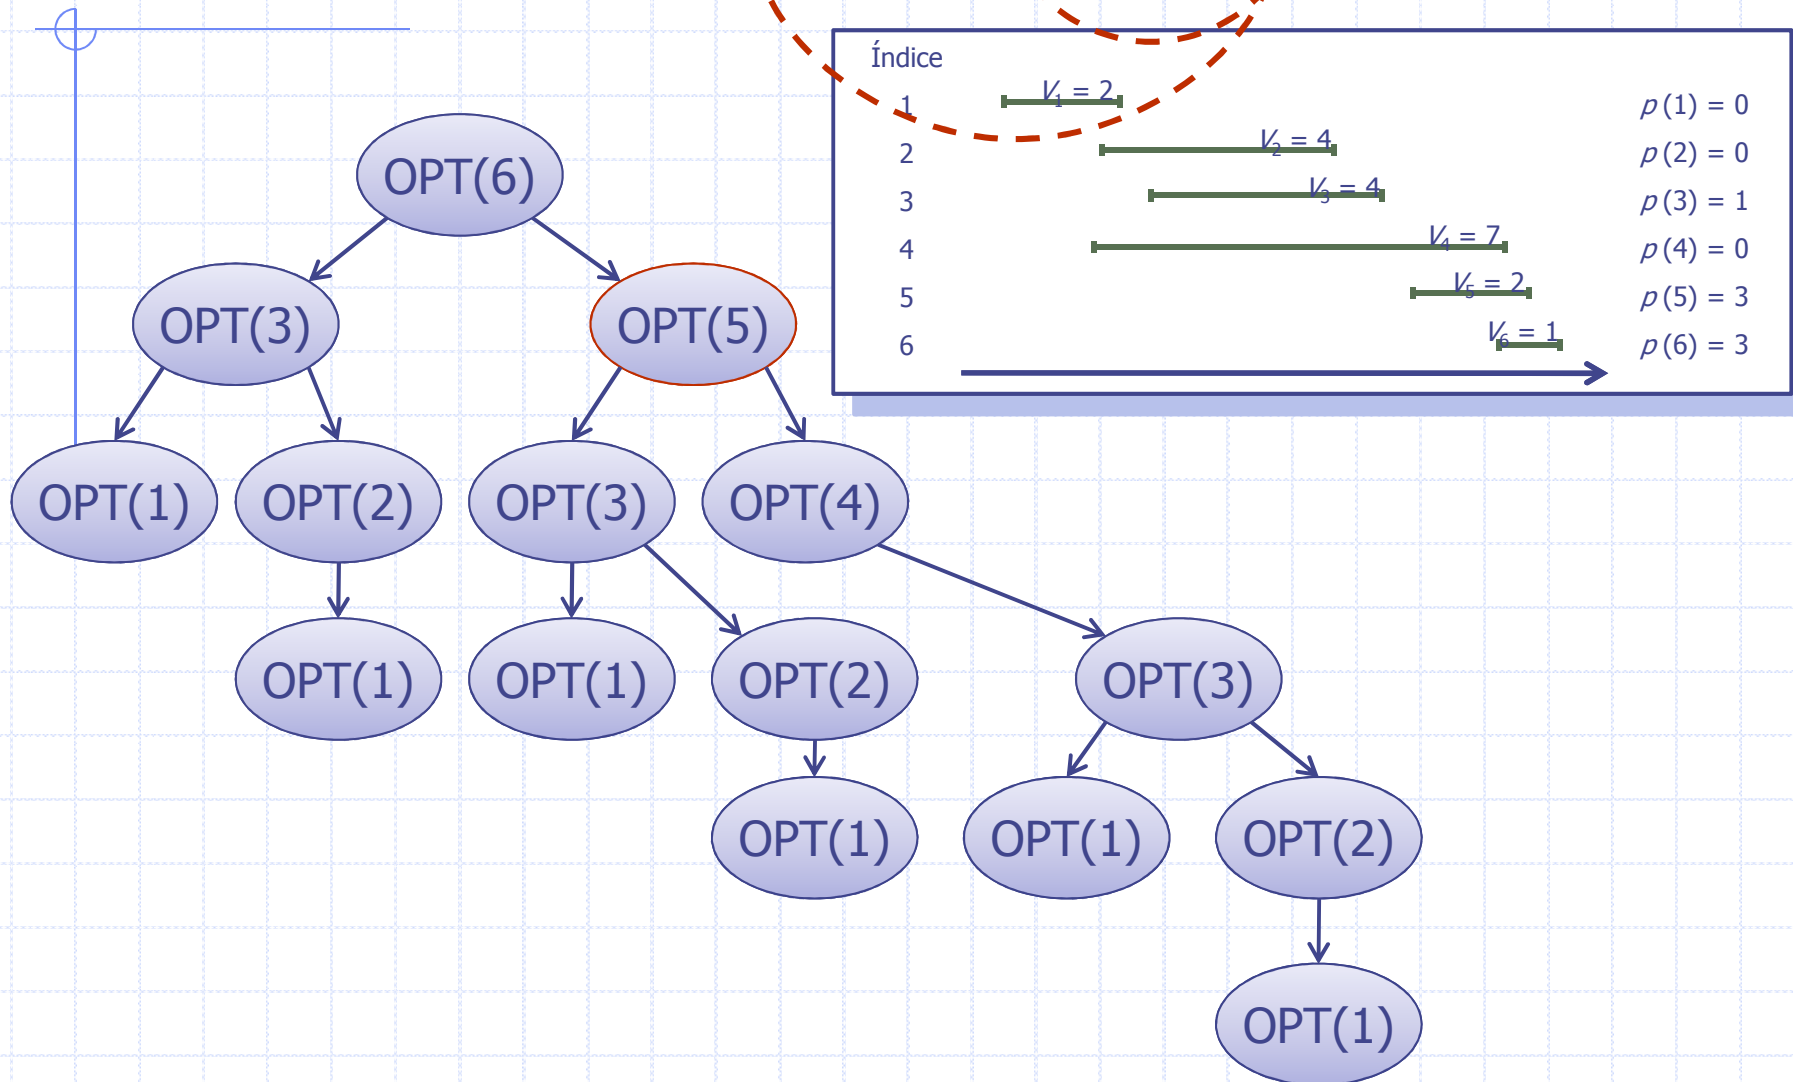 Índice
1 V1 = 2 p (1) = 0
2 V2 = 4 p (2) = 0
3 V3 = 4 p (3) = 1
4 V4 = 7 p (4) = 0
5 V5 = 2 p (5) = 3
6 V6 = 1 p (6) = 3
OPT(6)
OPT(3) OPT(5)
OPT(1) OPT(2) OPT(3) OPT(4)
OPT(1) OPT(1) OPT(2) OPT(3)
OPT(1) OPT(1) OPT(2)
OPT(1)